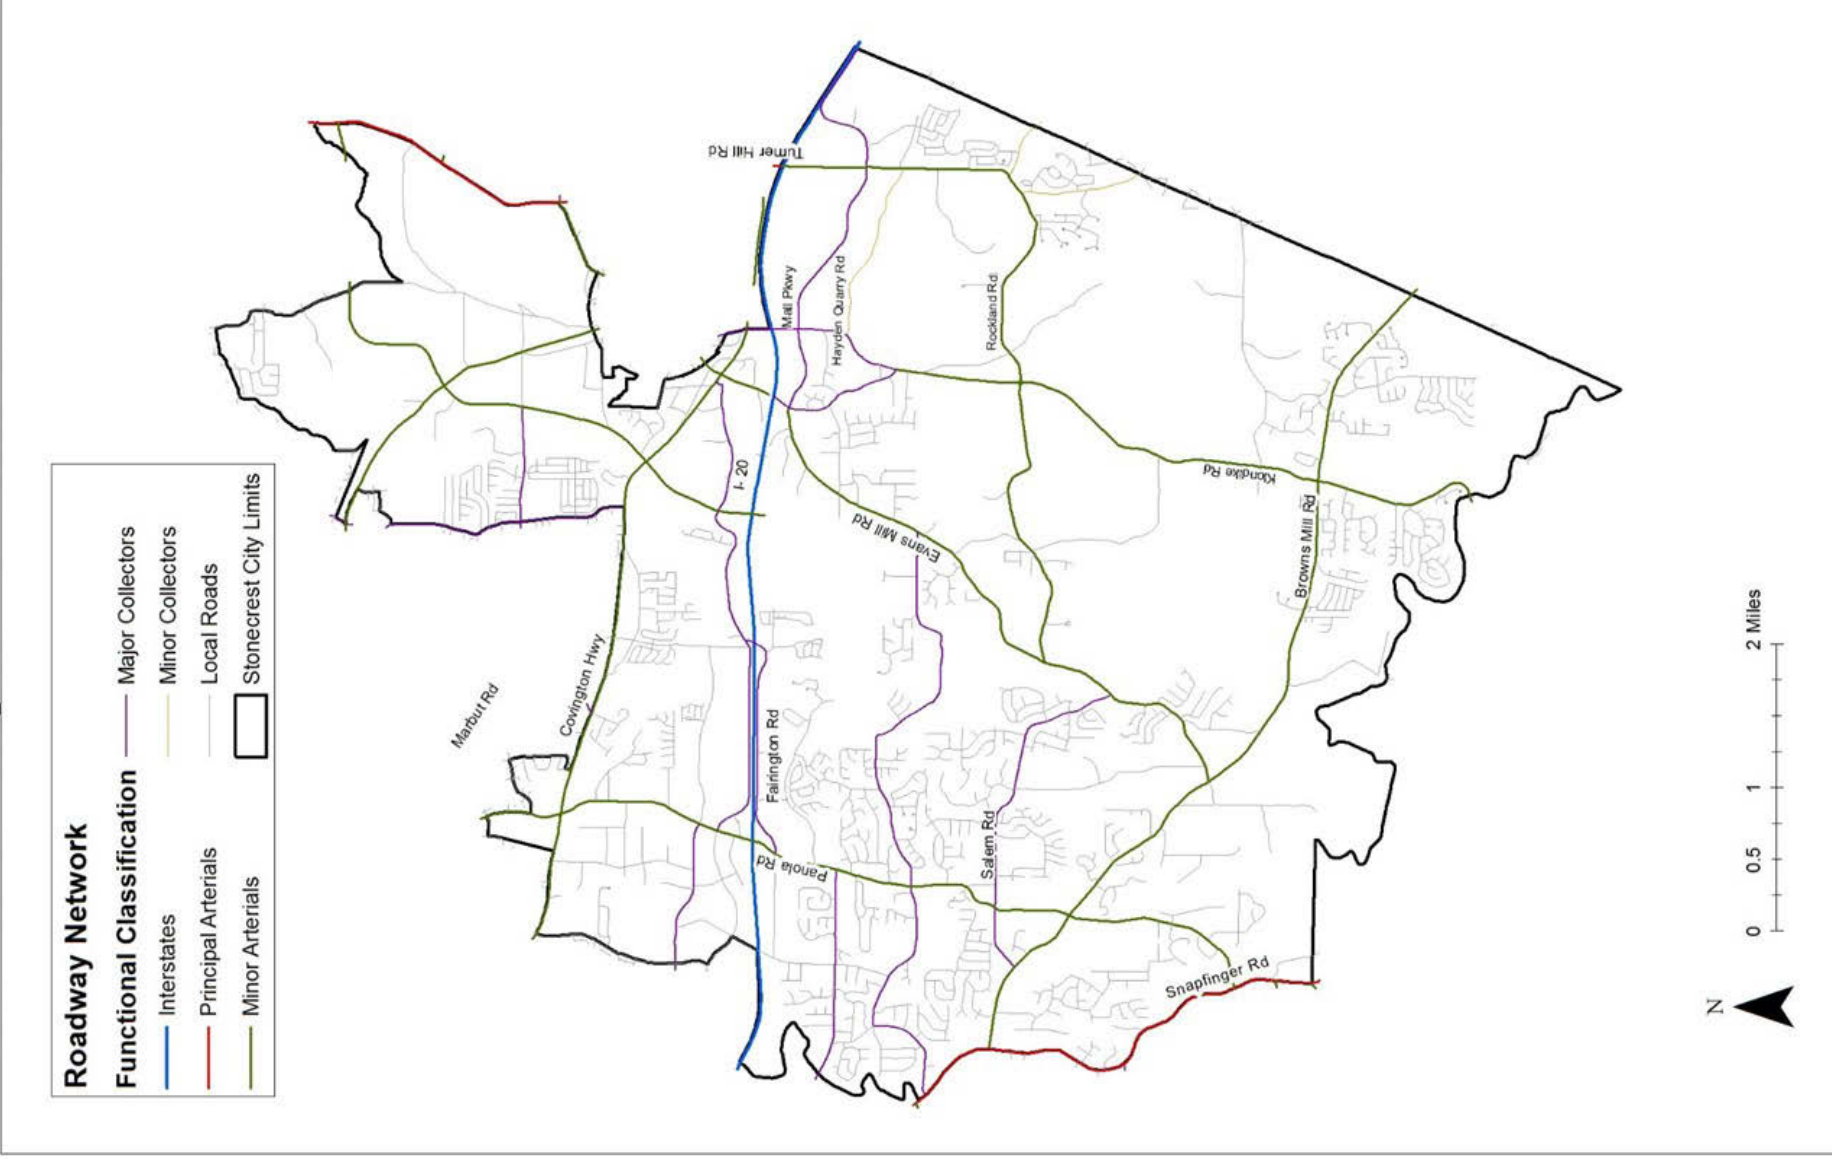 Roadway Network
Functional Classification
Interstates
Principal Arterials
Minor Arterials
Major Collectors
Minor Collectors
Local Roads
Stonecrest City Limits
Turner Hill Rd
Mall Pkwy
Hayden Quarry Rd
Rockland Rd
I- 20
Klondike Rd
Evans Mill Rd
Browns Mill Rd
Marbut Rd
Covington Hwy
Fairington Rd
Panola Rd
Salem Rd
Snapfinger Rd
0 0.5 1 2 Miles
N